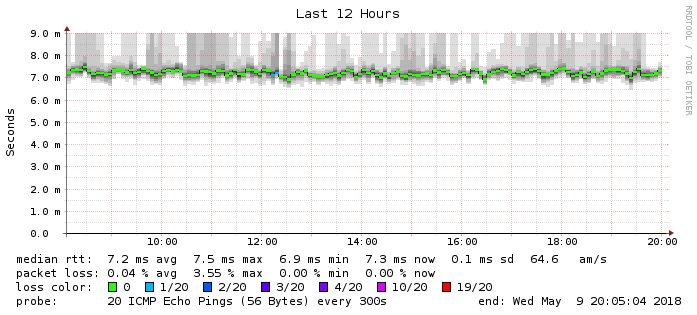 Last 12 Hours
RRDTOOL / TOBI OETIKER
Seconds
9.0 m
8.0 m
7.0 m
6.0 m
5.0 m
4.0 m
3.0 m
2.0 m
1.0 m
0.0
10:00 12:00 14:00 16:00 18:00 20:00
median rtt: 7.2 ms avg 7.5 ms max 6.9 ms min 7.3 ms now 0.1 ms sd 64.6 am/s
packet loss: 0.04 % avg 3.55 % max 0.00 % min 0.00 % now
loss color: 0 1/20 2/20 3/20 4/20 10/20 19/20
probe: 20 ICMP Echo Pings (56 Bytes) every 300s end: Wed May 9 20:05:04 2018